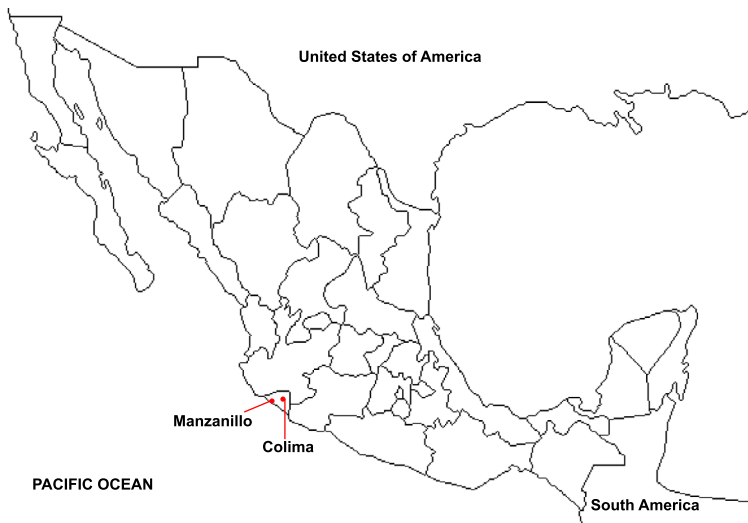 United States of America
Manzanillo
Colima
PACIFIC OCEAN
South America